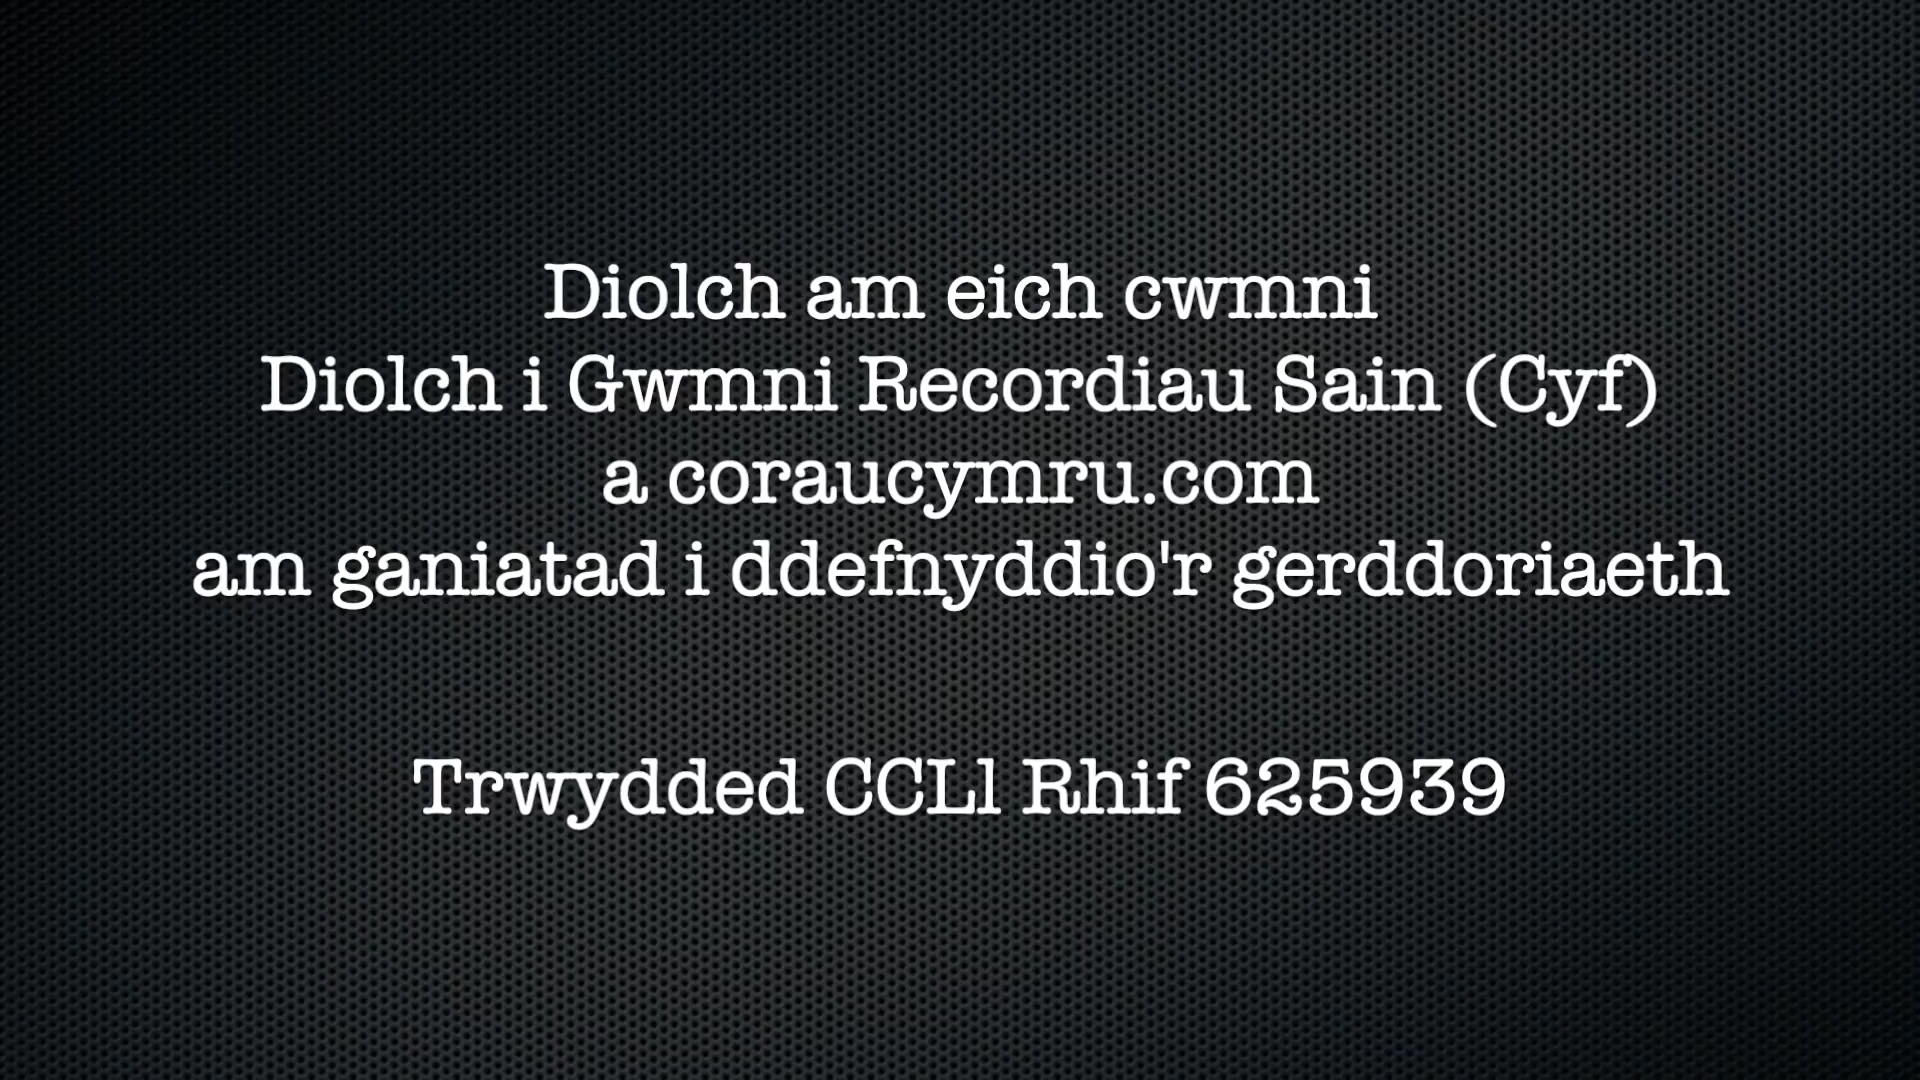 Diolch am eich cwmni
Diolch i Gwmni Recordiau Sain (Cyf)
a coraucymru.com
am ganiatad i ddefnyddio'r gerddoriaeth
Trwydded CCLl Rhif 625939